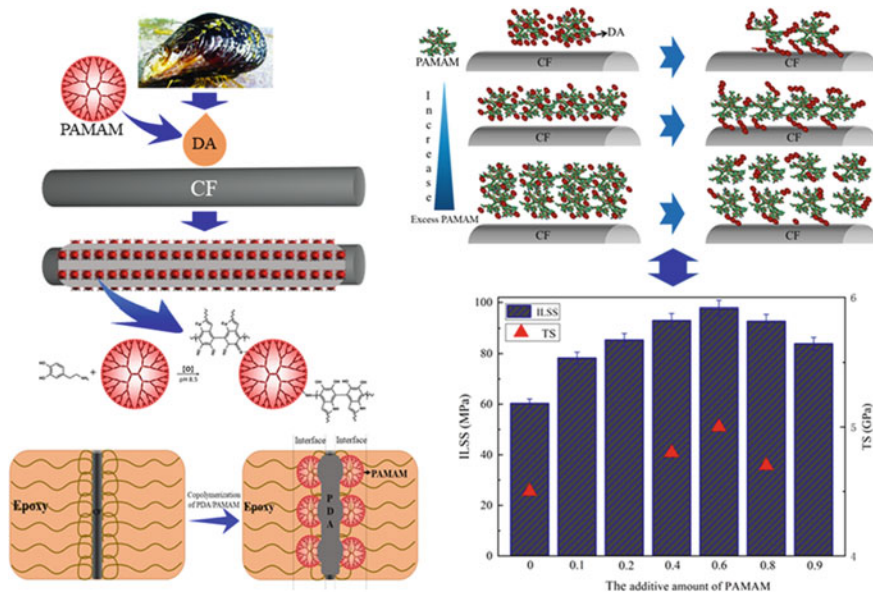 PAMAM
DA
CF
[O]
pH 8.5
Interface
Interface
PAMAM
Epoxy
Copolymerization
of PDA/PAMAM
Epoxy
P
D
A
PAMAM
DA
CF
CF
CF
CF
CF
CF
I
n
c
r
e
a
s
e
Excess PAMAM
ILSS
TS
100
80
60
40
20
0
ILSS (MPa)
6
5
4
TS (GPa)
0
0.1
0.2
0.4
0.6
0.8
0.9
The additive amount of PAMAM